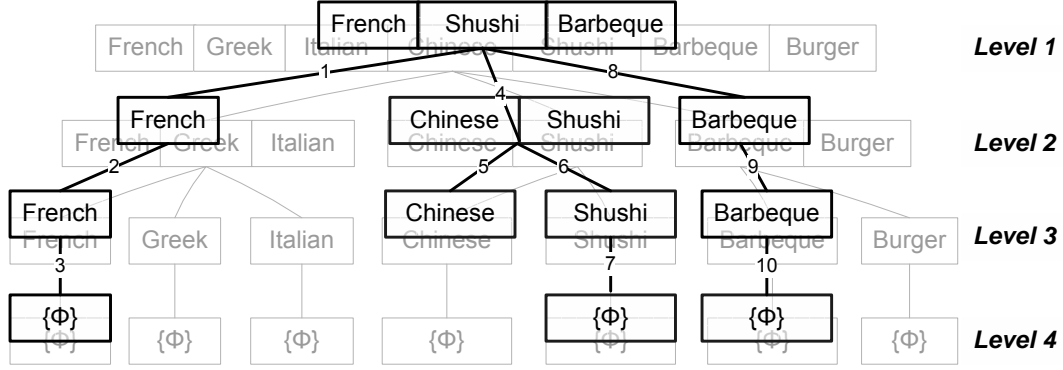 French Shushi Barbeque
French Greek Italian Chinese Shushi Barbeque Burger Level 1
1 8
4
French Chinese Shushi Barbeque
French Greek Italian Chinese Shushi Barbeque Burger Level 2
2 5 6 9
French Chinese Shushi Barbeque
French Greek Italian Chinese Shushi Barbeque Burger Level 3
3 7 10
{Φ} {Φ} {Φ}
{Φ} {Φ} {Φ} {Φ} {Φ} {Φ} {Φ} Level 4